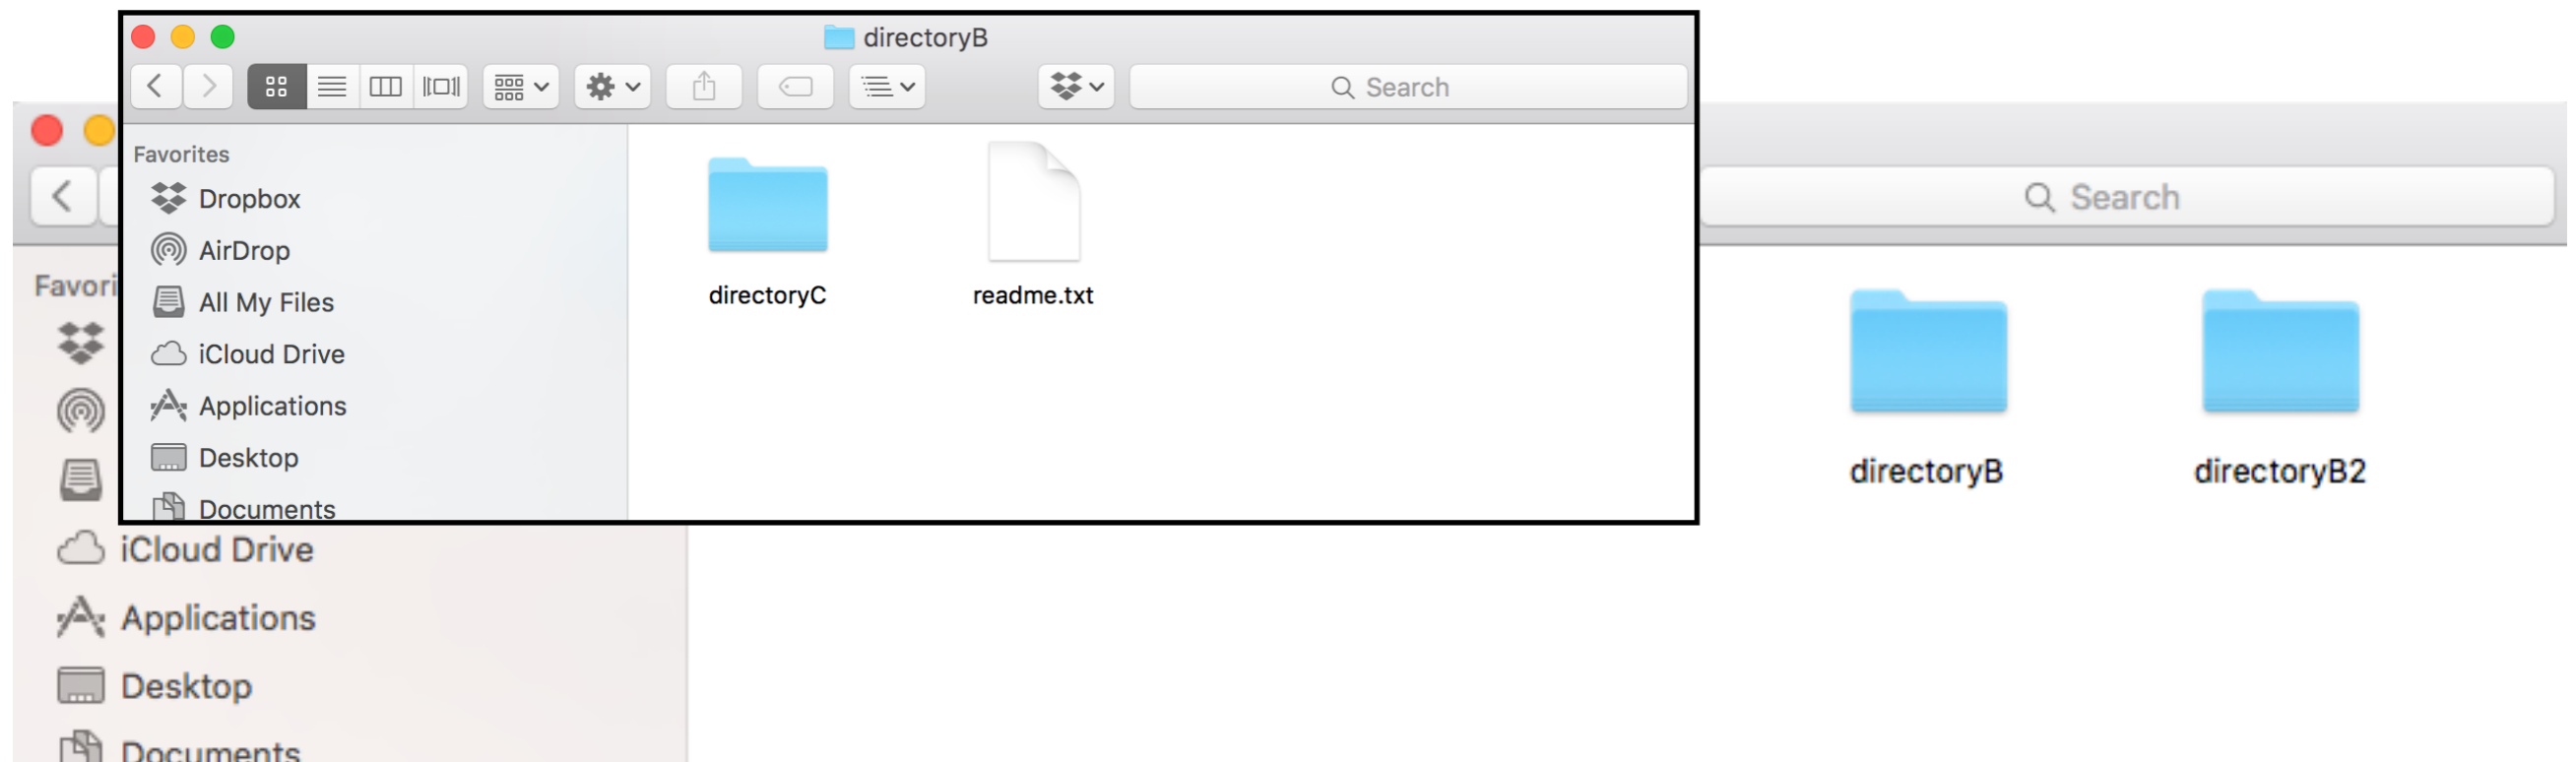 directoryB
Search
Favorites
Dropbox
AirDrop
All My Files
iCloud Drive
Applications
Desktop
Documents
directoryC
readme.txt
Search
Favori
iCloud Drive
Applications
Desktop
Documents
directoryB
directoryB2